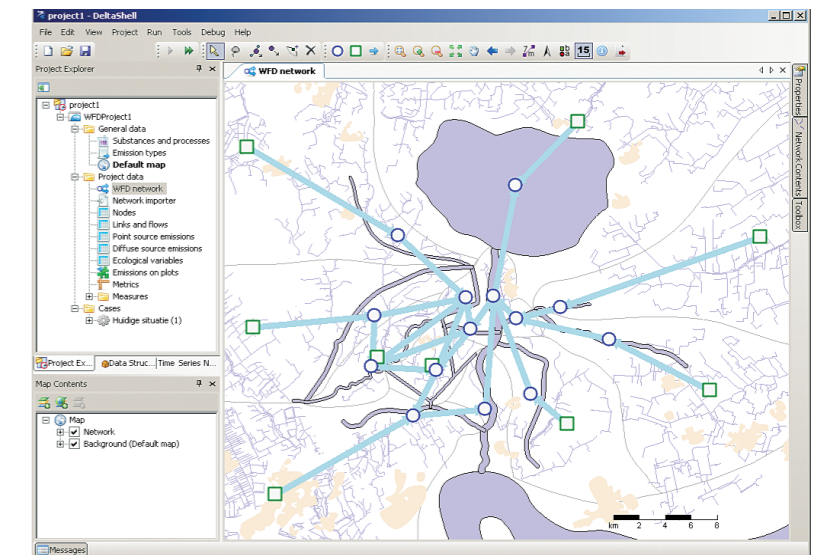 project1 - DeltaShell
File Edit View Project Run Tools Debug Help
15
Project Explorer
WFD network
project1
WFDProject1
General data
Substances and processes
Emission types
Default map
Project data
WFD network
Network importer
Nodes
Links and flows
Point source emissions
Diffuse source emissions
Ecological variables
Emissions on plots
Metrics
Measures
Cases
Huidige situatie (1)
Project Ex... Data Struc... Time Series N...
Map Contents
Map
Network
Background (Default map)
Properties
Network Contents
Toolbox
km 2 4 6 8
Messages